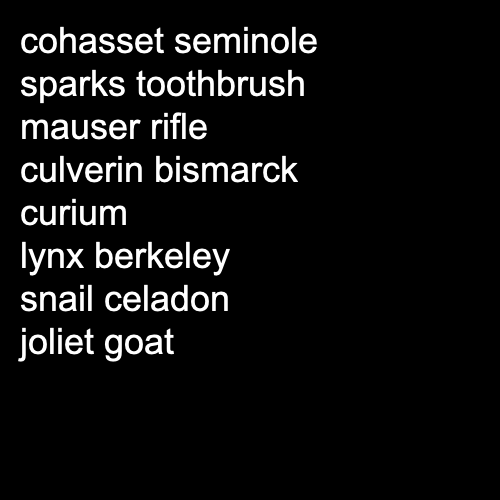 cohasset seminole
sparks toothbrush
mauser rifle
culverin bismarck
curium
lynx berkeley
snail celadon
joliet goat